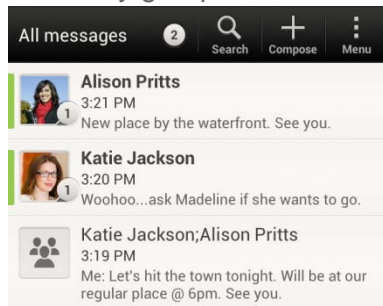 All messages 2 Search Compose Menu
Alison Pritts
3:21 PM
1
New place by the waterfront. See you.
Katie Jackson
3:20 PM
1
Woohoo...ask Madeline if she wants to go.
Katie Jackson;Alison Pritts
3:19 PM
Me: Let's hit the town tonight. Will be at our
regular place @ 6pm. See you.